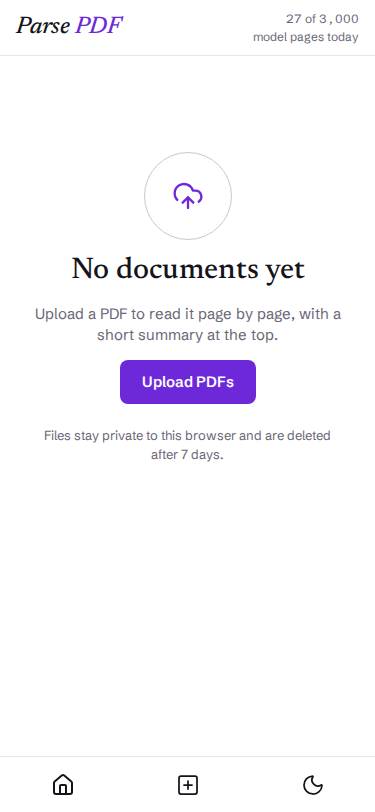 Parse PDF
27 of 3,000
model pages today
No documents yet
Upload a PDF to read it page by page, with a
short summary at the top.
Upload PDFs
Files stay private to this browser and are deleted
after 7 days.